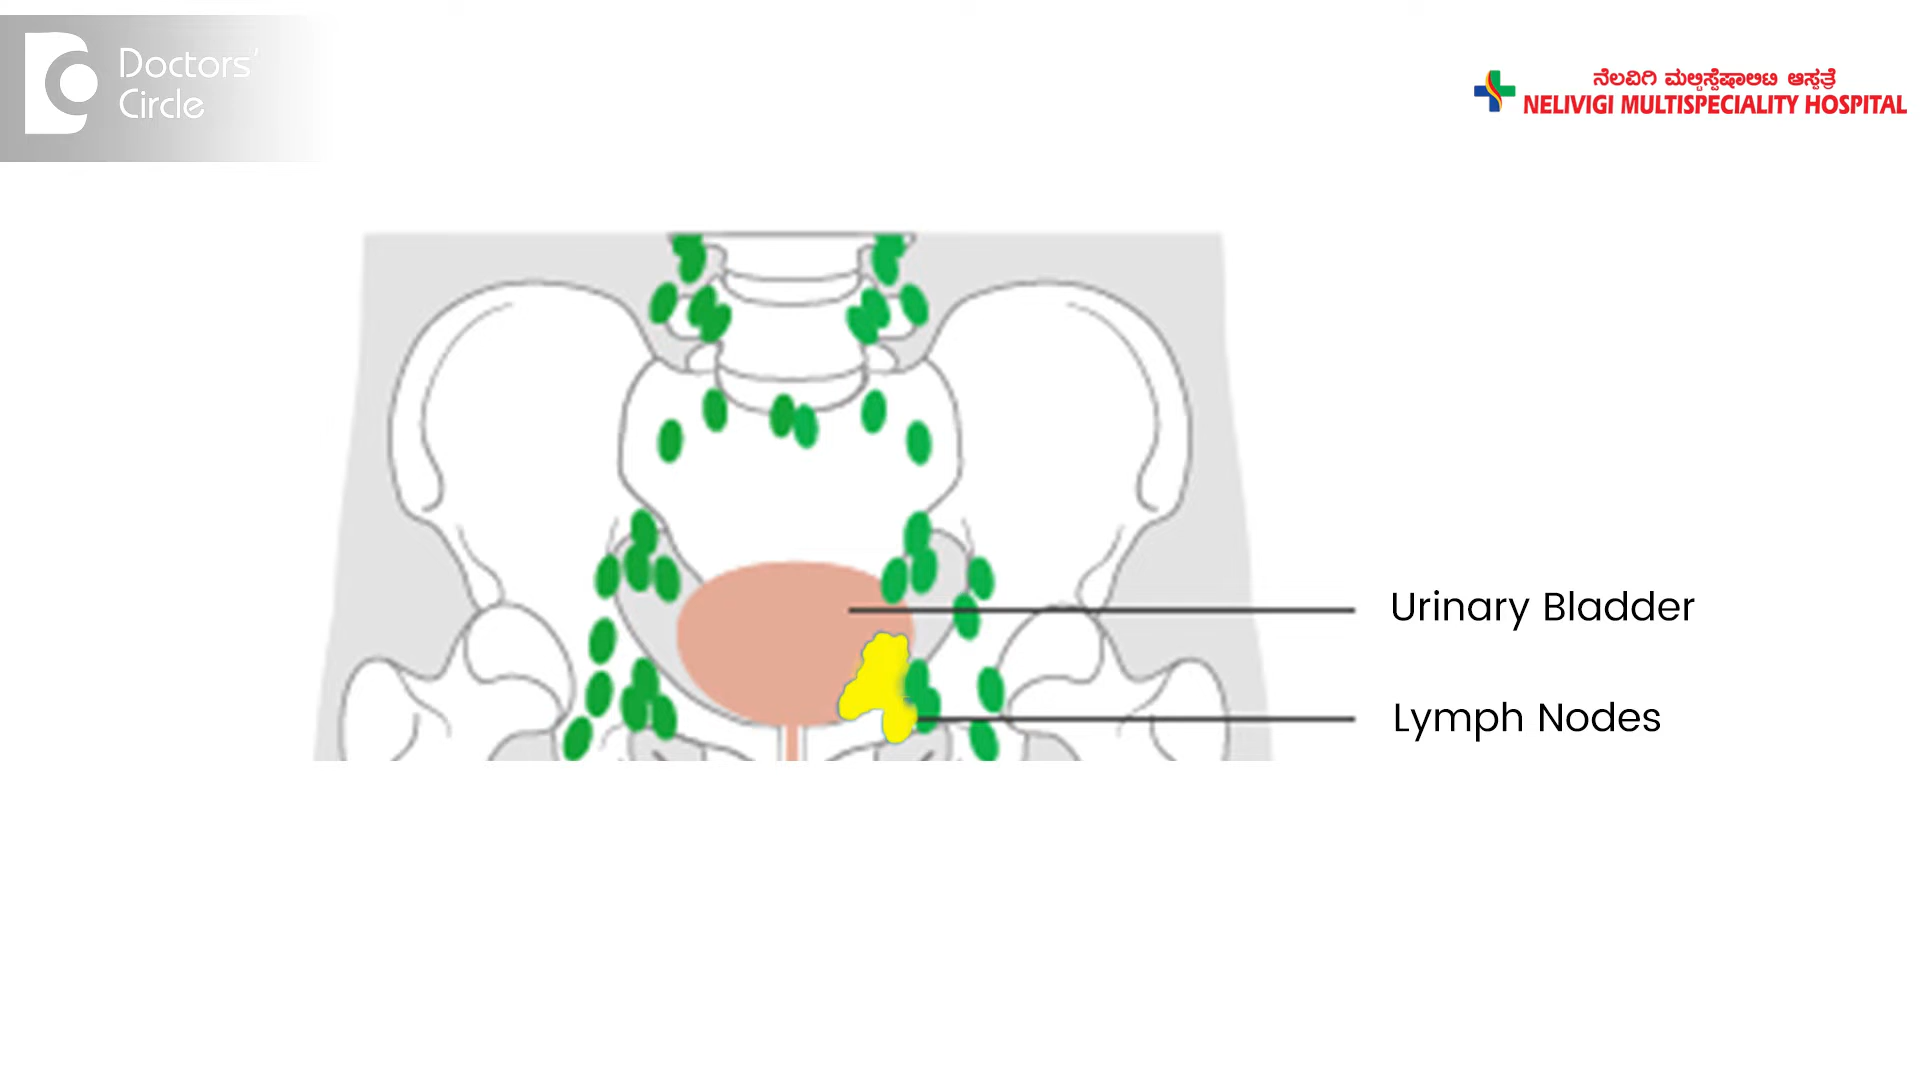 Doctors'
Circle
ನೆಲವಿಗಿ ಮಲ್ಟಿಸ್ಪೆಷಾಲಿಟಿ ಆಸ್ಪತ್ರೆ
NELIVIGI MULTISPECIALITY HOSPITAL
Urinary Bladder
Lymph Nodes